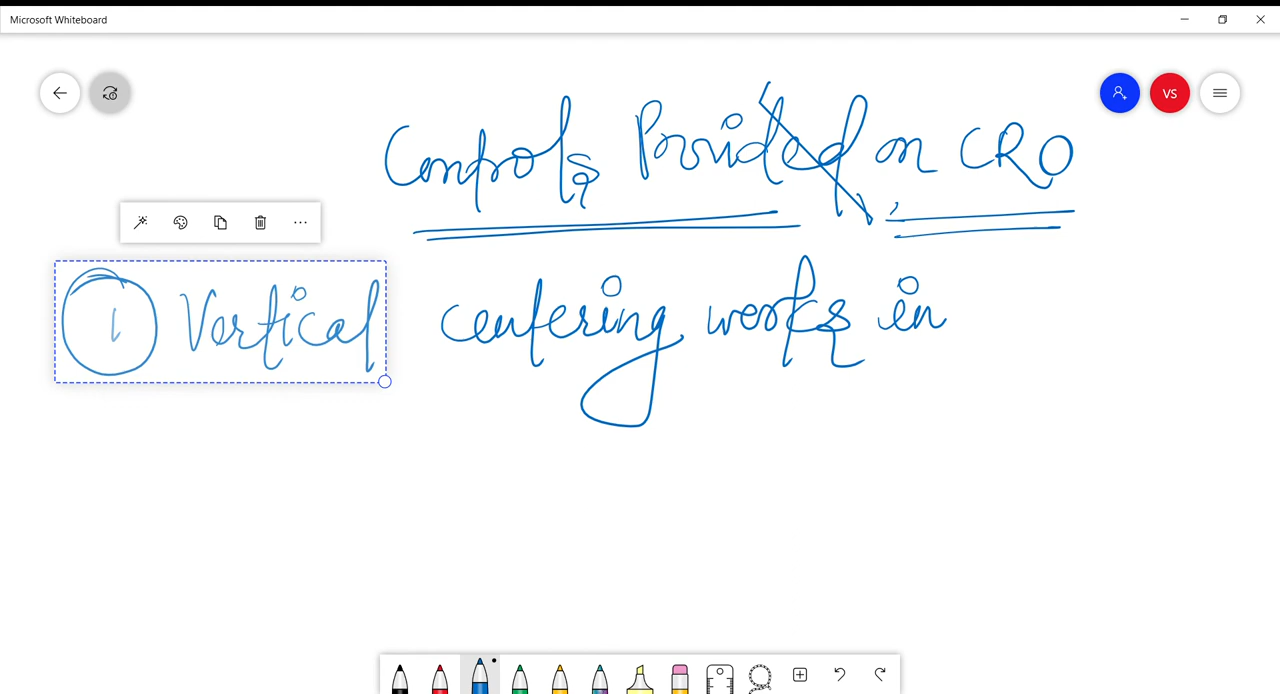 Microsoft Whiteboard
VS
Controls Provided on CRO
1 Vertical centering works in